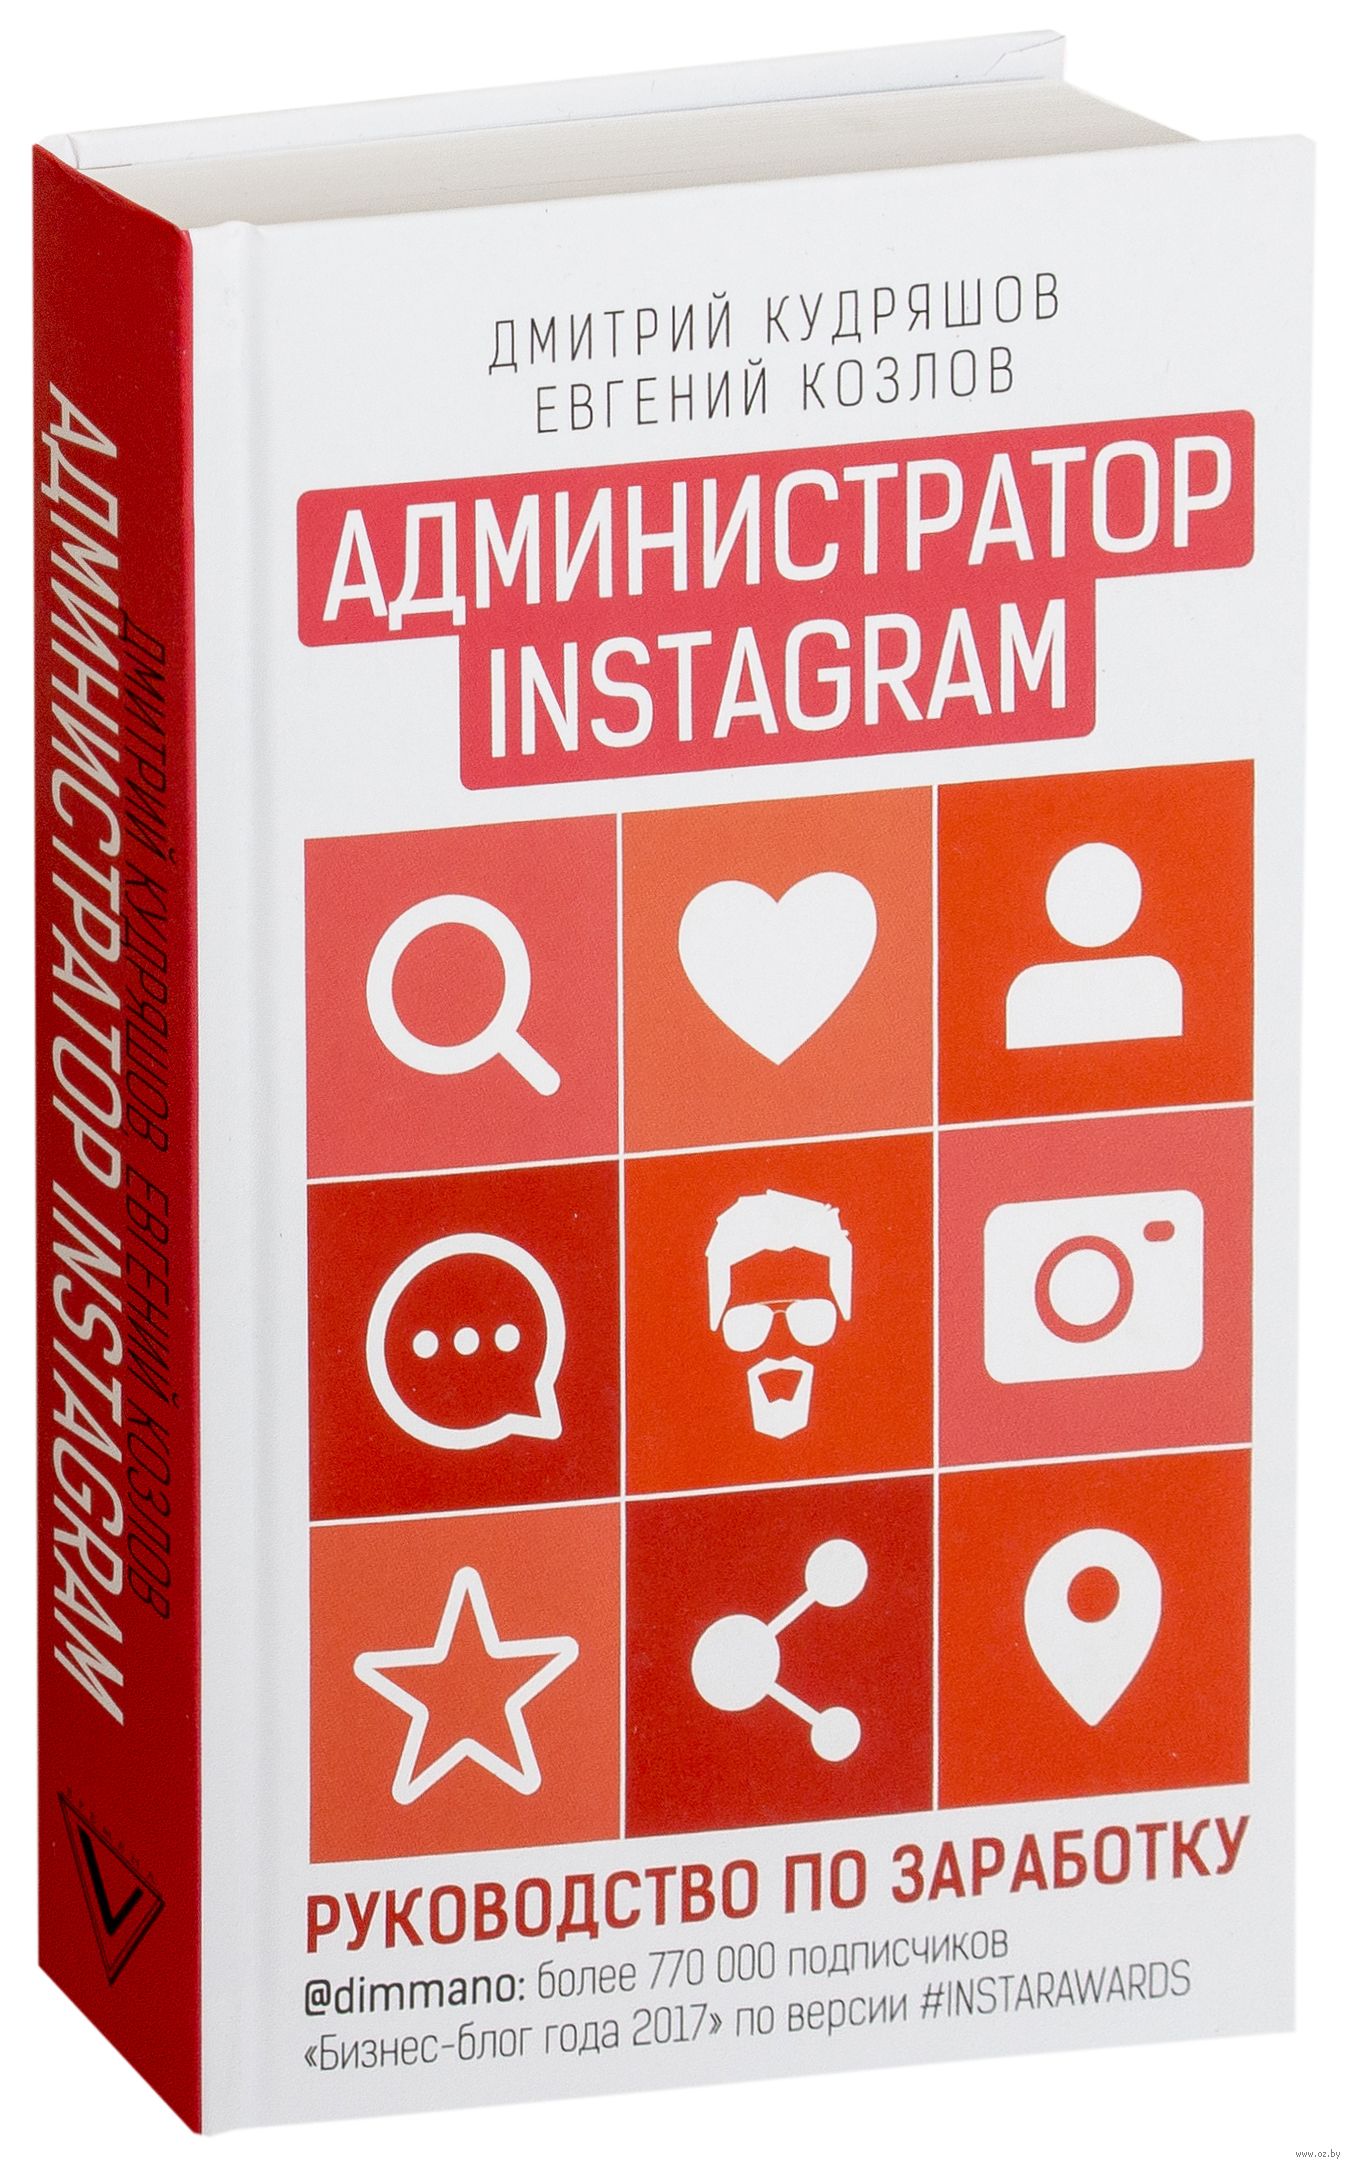 ДМИТРИЙ КУДРЯШОВ
ЕВГЕНИЙ КОЗЛОВ
АДМИНИСТРАТОР
INSTAGRAM
РУКОВОДСТВО ПО ЗАРАБОТКУ
@dimmano: более 770 000 подписчиков
«Бизнес-блог года 2017» по версии #INSTARAWARDS
ДМИТРИЙ КУДРЯШОВ ЕВГЕНИЙ КОЗЛОВ
АДМИНИСТРАТОР INSTAGRAM
www.oz.by